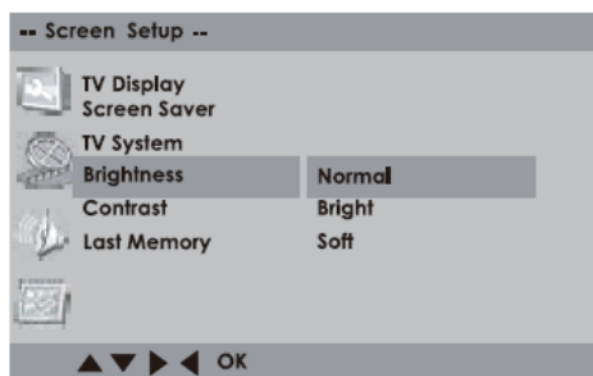 -- Screen Setup --
TV Display
Screen Saver
TV System
Brightness Normal
Contrast Bright
Last Memory Soft
▲ ▼ ▶ ◀ OK